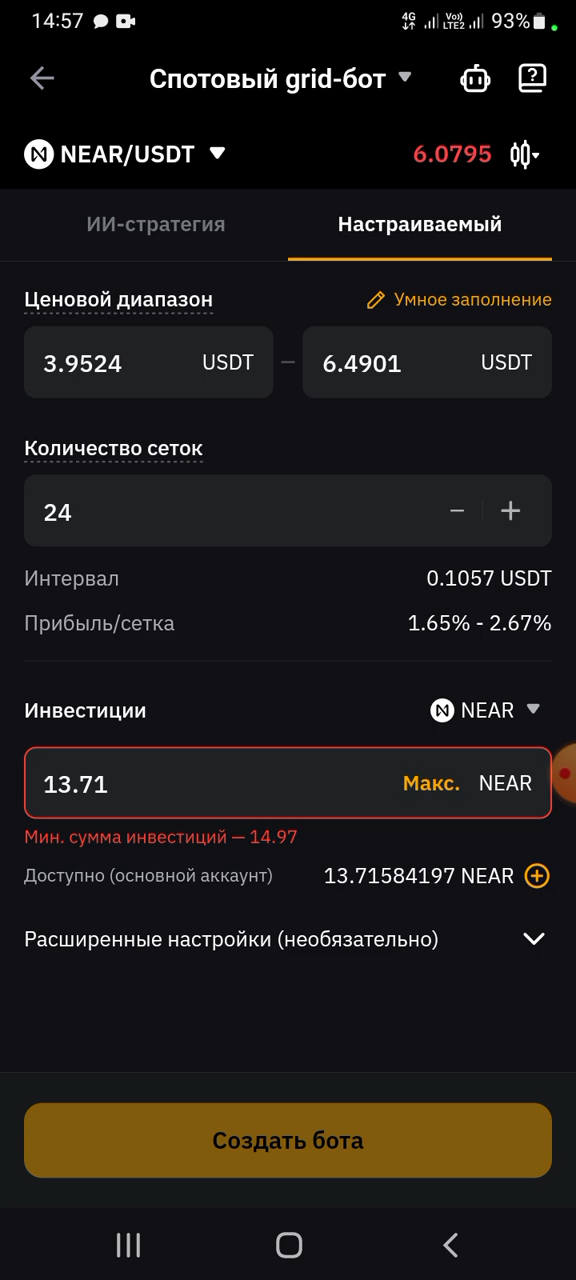 14:57 4G Vo)) LTE2 93%
Спотовый grid-бот
NEAR/USDT 6.0795
ИИ-стратегия Настраиваемый
Ценовой диапазон Умное заполнение
3.9524 USDT – 6.4901 USDT
Количество сеток
24 − +
Интервал 0.1057 USDT
Прибыль/сетка 1.65% - 2.67%
Инвестиции NEAR
13.71 Макс. NEAR
Мин. сумма инвестиций — 14.97
Доступно (основной аккаунт) 13.71584197 NEAR
Расширенные настройки (необязательно)
Создать бота